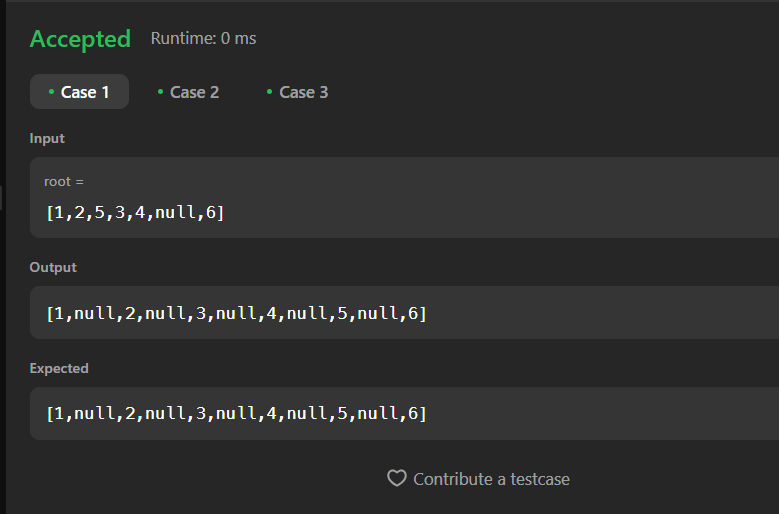 Accepted Runtime: 0 ms
Case 1 Case 2 Case 3
Input
root =
[1,2,5,3,4,null,6]
Output
[1,null,2,null,3,null,4,null,5,null,6]
Expected
[1,null,2,null,3,null,4,null,5,null,6]
Contribute a testcase